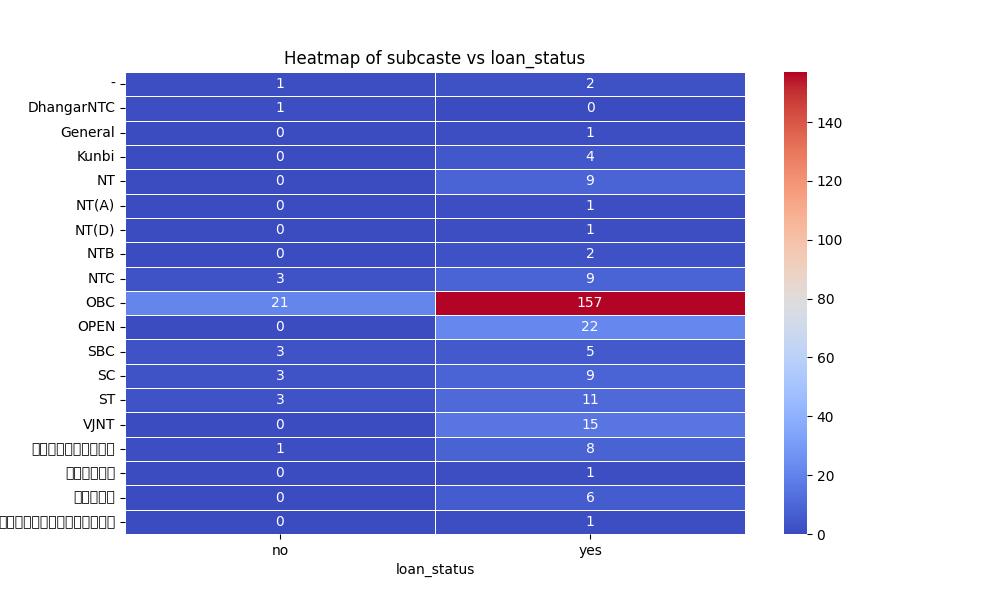 Heatmap of subcaste vs loan_status
- 1 2
DhangarNTC 1 0
General 0 1
Kunbi 0 4
NT 0 9
NT(A) 0 1
NT(D) 0 1
NTB 0 2
NTC 3 9
OBC 21 157
OPEN 0 22
SBC 3 5
SC 3 9
ST 3 11
VJNT 0 15
1 8
0 1
0 6
0 1
no yes
loan_status
140
120
100
80
60
40
20
0